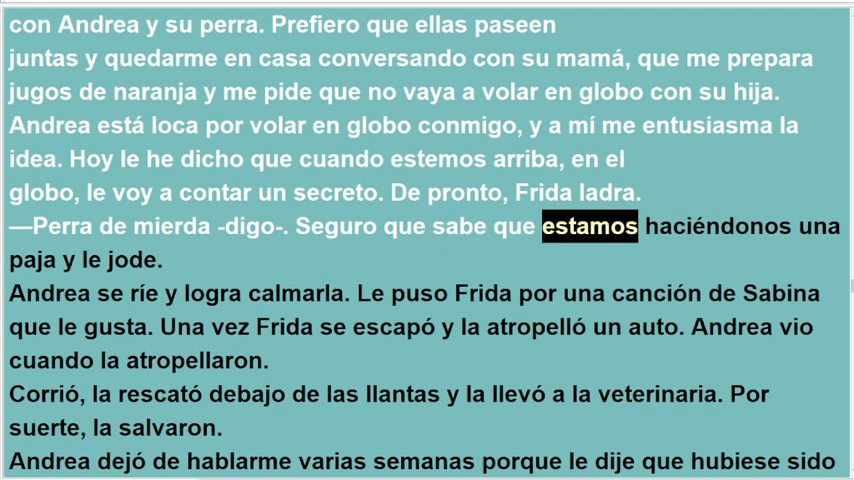 con Andrea y su perra. Prefiero que ellas paseen
juntas y quedarme en casa conversando con su mamá, que me prepara
jugos de naranja y me pide que no vaya a volar en globo con su hija.
Andrea está loca por volar en globo conmigo, y a mí me entusiasma la
idea. Hoy le he dicho que cuando estemos arriba, en el
globo, le voy a contar un secreto. De pronto, Frida ladra.
—Perra de mierda -digo-. Seguro que sabe que estamos haciéndonos una
paja y le jode.
Andrea se ríe y logra calmarla. Le puso Frida por una canción de Sabina
que le gusta. Una vez Frida se escapó y la atropelló un auto. Andrea vio
cuando la atropellaron.
Corrió, la rescató debajo de las llantas y la llevó a la veterinaria. Por
suerte, la salvaron.
Andrea dejó de hablarme varias semanas porque le dije que hubiese sido